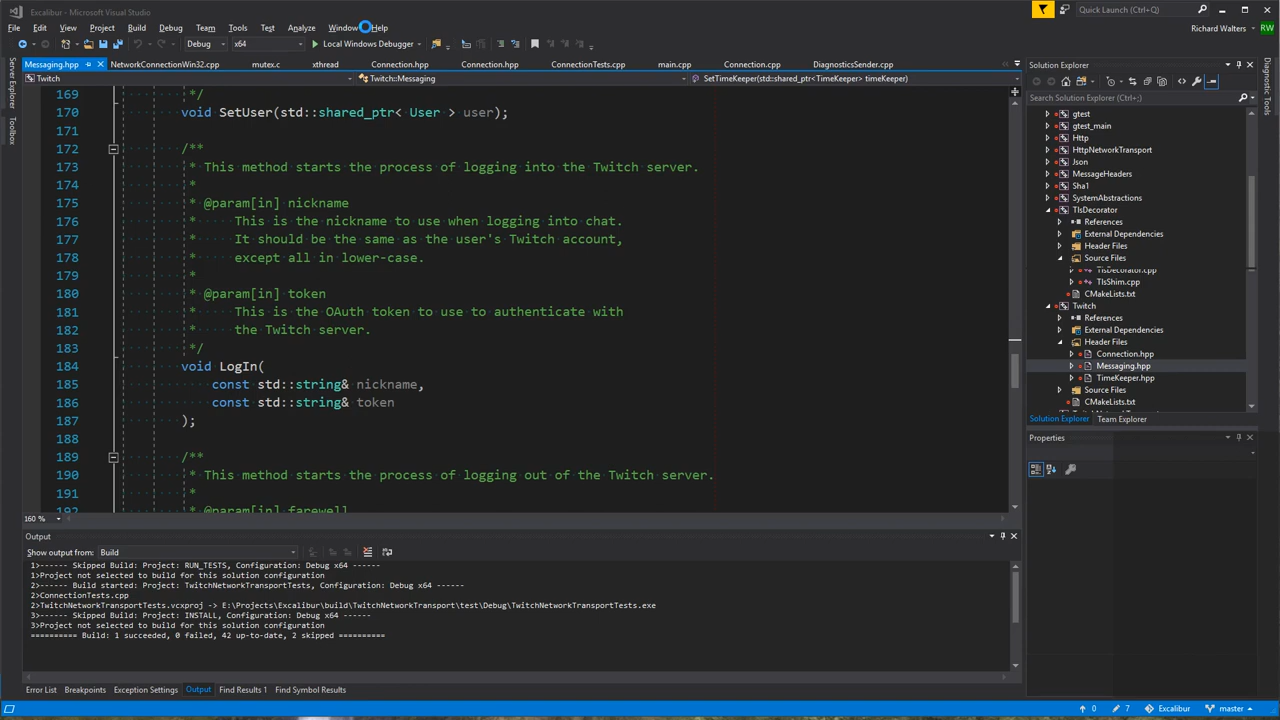 Excalibur - Microsoft Visual Studio
Quick Launch (Ctrl+Q)
File Edit View Project Build Debug Team Tools Test Analyze Window Help
Richard Walters RW
Debug x64 Local Windows Debugger
Server Explorer
Toolbox
Messaging.hpp NetworkConnectionWin32.cpp mutex.c xthread Connection.hpp Connection.hpp ConnectionTests.cpp main.cpp Connection.cpp DiagnosticsSender.cpp
Twitch Twitch::Messaging SetTimeKeeper(std::shared_ptr<TimeKeeper> timeKeeper)
169 */
170 void SetUser(std::shared_ptr< User > user);
171
172 /**
173 * This method starts the process of logging into the Twitch server.
174 *
175 * @param[in] nickname
176 * This is the nickname to use when logging into chat.
177 * It should be the same as the user's Twitch account,
178 * except all in lower-case.
179 *
180 * @param[in] token
181 * This is the OAuth token to use to authenticate with
182 * the Twitch server.
183 */
184 void LogIn(
185 const std::string& nickname,
186 const std::string& token
187 );
188
189 /**
190 * This method starts the process of logging out of the Twitch server.
191 *
192 * @param[in] farewell
160 %
Output
Show output from: Build
1>------ Skipped Build: Project: RUN_TESTS, Configuration: Debug x64 ------
1>Project not selected to build for this solution configuration
2>------ Build started: Project: TwitchNetworkTransportTests, Configuration: Debug x64 ------
2>ConnectionTests.cpp
2>TwitchNetworkTransportTests.vcxproj -> E:\Projects\Excalibur\build\TwitchNetworkTransport\test\Debug\TwitchNetworkTransportTests.exe
3>------ Skipped Build: Project: INSTALL, Configuration: Debug x64 ------
3>Project not selected to build for this solution configuration
========== Build: 1 succeeded, 0 failed, 42 up-to-date, 2 skipped ==========
Error List Breakpoints Exception Settings Output Find Results 1 Find Symbol Results
Solution Explorer
Search Solution Explorer (Ctrl+;)
gtest
gtest_main
Http
HttpNetworkTransport
Json
MessageHeaders
Sha1
SystemAbstractions
TlsDecorator
References
External Dependencies
Header Files
Source Files
TlsDecorator.cpp
TlsShim.cpp
CMakeLists.txt
Twitch
References
External Dependencies
Header Files
Connection.hpp
Messaging.hpp
TimeKeeper.hpp
Source Files
CMakeLists.txt
Solution Explorer Team Explorer
Properties
Diagnostic Tools
0 7 Excalibur master